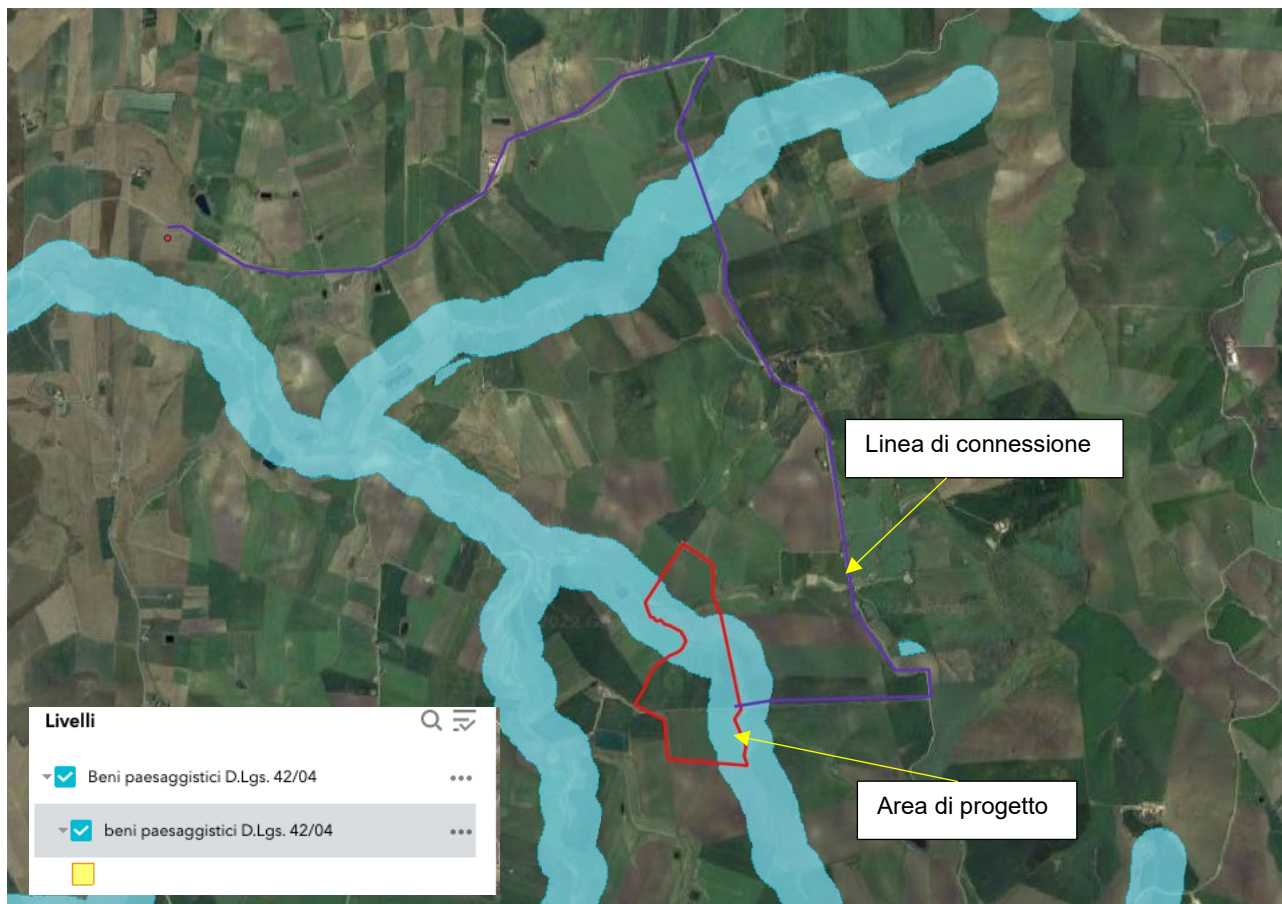 Linea di connessione
Livelli
Beni paesaggistici D.Lgs. 42/04
beni paesaggistici D.Lgs. 42/04
Area di progetto